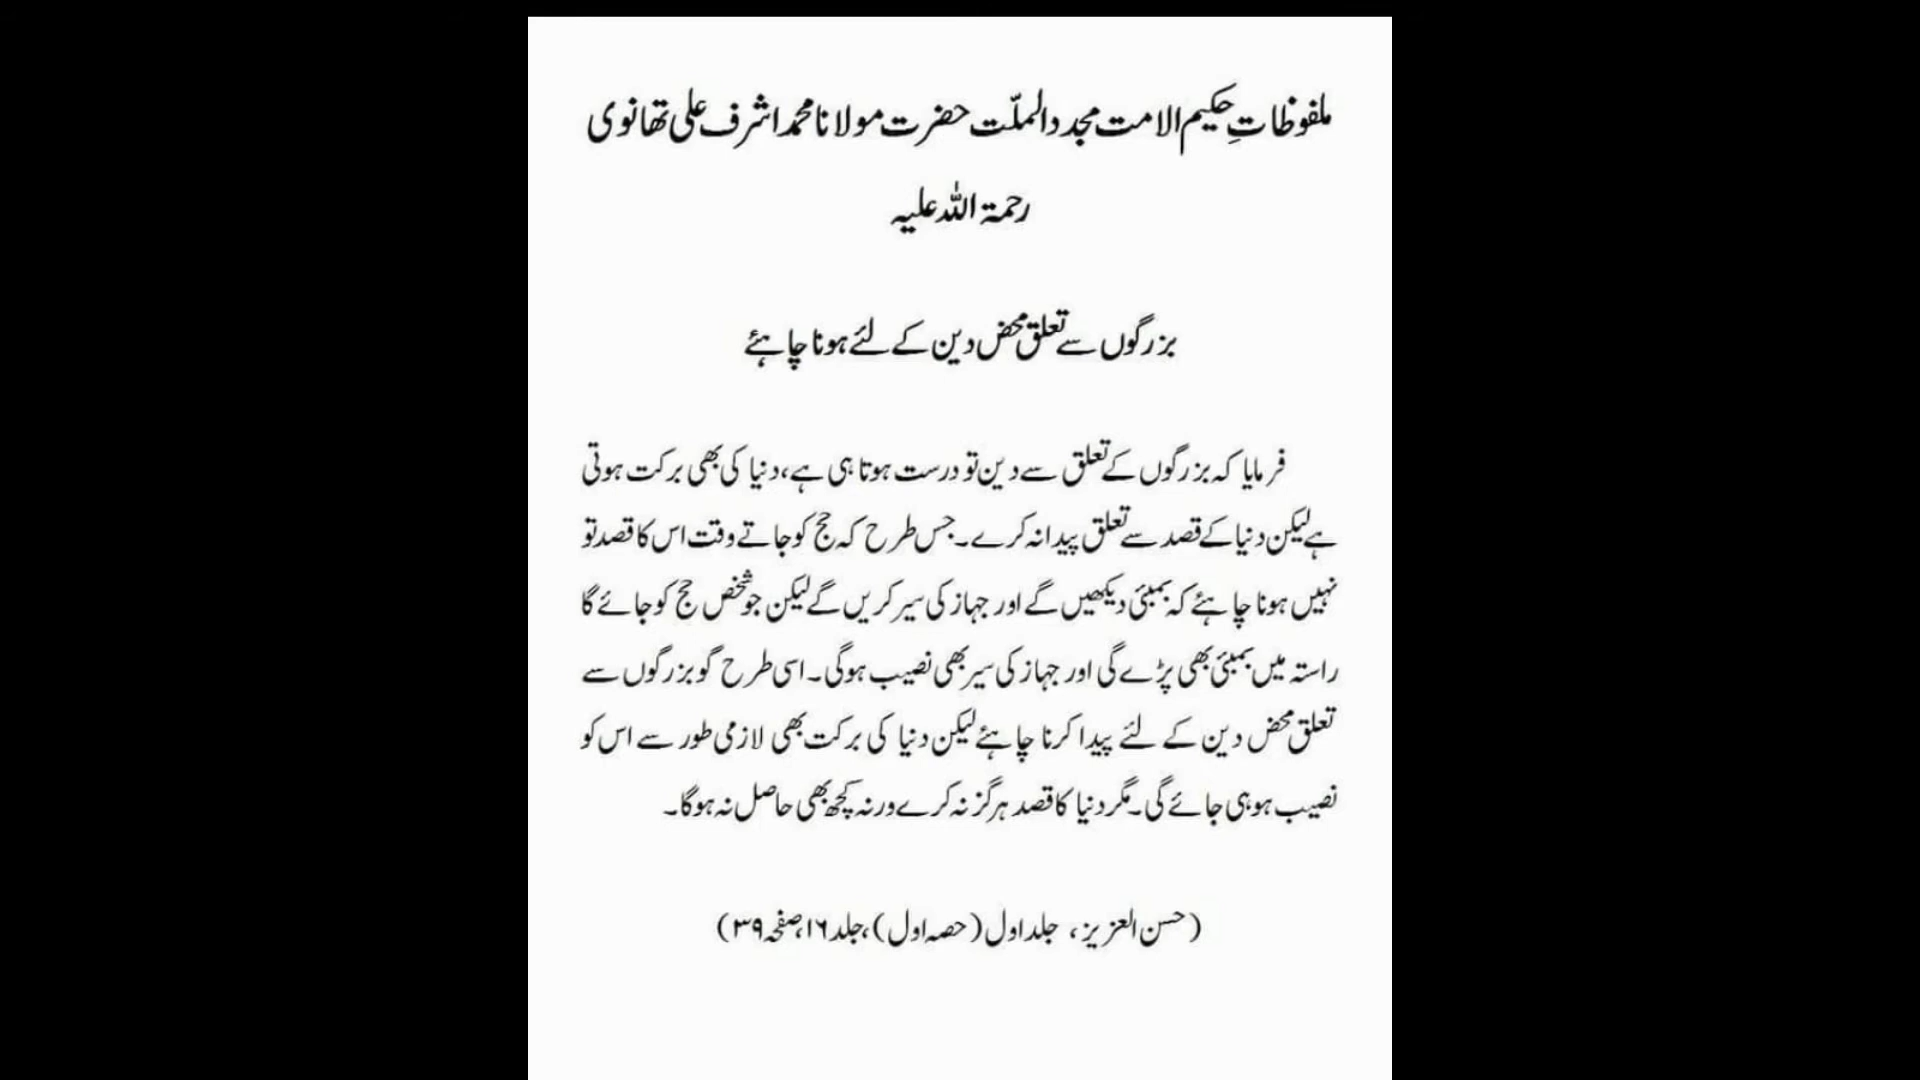 ملفوظاتِ حکیم الامت مجدد الملّت حضرت مولانا محمد اشرف علی تھانوی
رحمۃ اللہ علیہ
بزرگوں سے تعلق محض دین کے لئے ہونا چاہئے
فرمایا کہ بزرگوں کے تعلق سے دین تو درست ہوتا ہی ہے، دنیا کی بھی برکت ہوتی
ہے لیکن دنیا کے قصد سے تعلق پیدا نہ کرے۔ جس طرح کہ حج کو جاتے وقت اس کا قصد تو
نہیں ہونا چاہئے کہ بمبئی دیکھیں گے اور جہاز کی سیر کریں گے لیکن جو شخص حج کو جائے گا
راستہ میں بمبئی بھی پڑے گی اور جہاز کی سیر بھی نصیب ہوگی۔ اسی طرح گو بزرگوں سے
تعلق محض دین کے لئے پیدا کرنا چاہئے لیکن دنیا کی برکت بھی لازمی طور سے اس کو
نصیب ہو ہی جائے گی۔ مگر دنیا کا قصد ہرگز نہ کرے ورنہ کچھ بھی حاصل نہ ہوگا۔
(حسن العزیز، جلد اول (حصہ اول)، جلد ۱۶، صفحہ ۳۹)